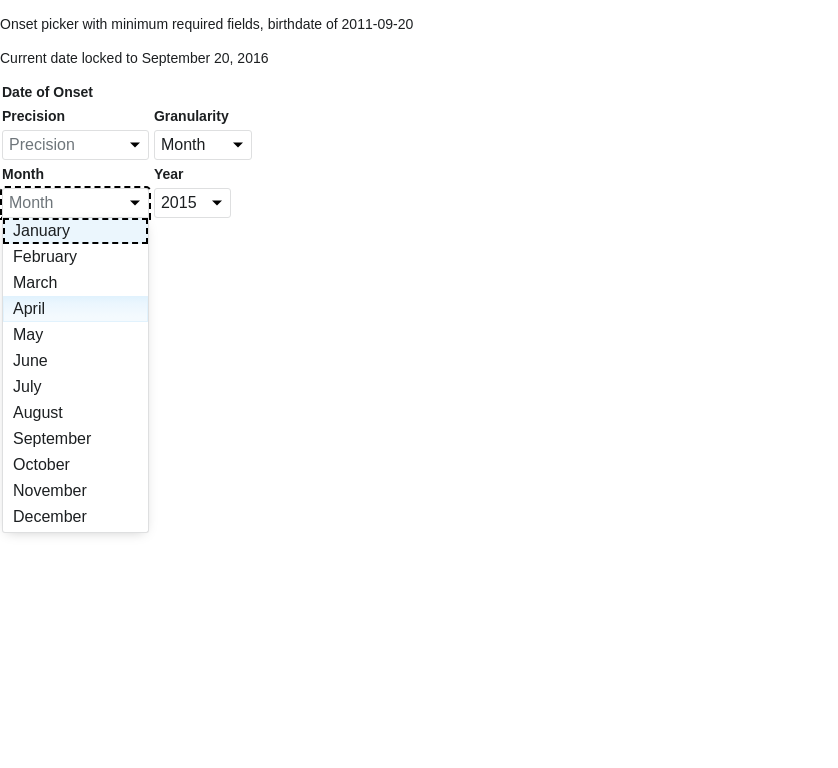 Onset picker with minimum required fields, birthdate of 2011-09-20
Current date locked to September 20, 2016
Date of Onset
Precision Granularity
Precision Month
Month Year
Month 2015
January
February
March
April
May
June
July
August
September
October
November
December